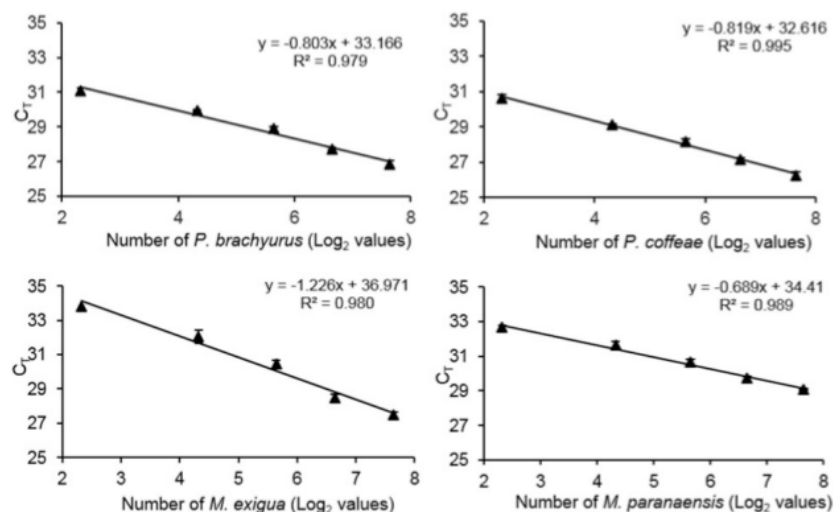 35
33
31
29
27
25
C_T
y = -0.803x + 33.166
R² = 0.979
2 4 6 8
Number of P. brachyurus (Log₂ values)
35
33
31
29
27
25
C_T
y = -0.819x + 32.616
R² = 0.995
2 4 6 8
Number of P. coffeae (Log₂ values)
35
33
31
29
27
25
C_T
y = -1.226x + 36.971
R² = 0.980
2 3 4 5 6 7 8
Number of M. exigua (Log₂ values)
35
33
31
29
27
25
C_T
y = -0.689x + 34.41
R² = 0.989
2 3 4 5 6 7 8
Number of M. paranaensis (Log₂ values)